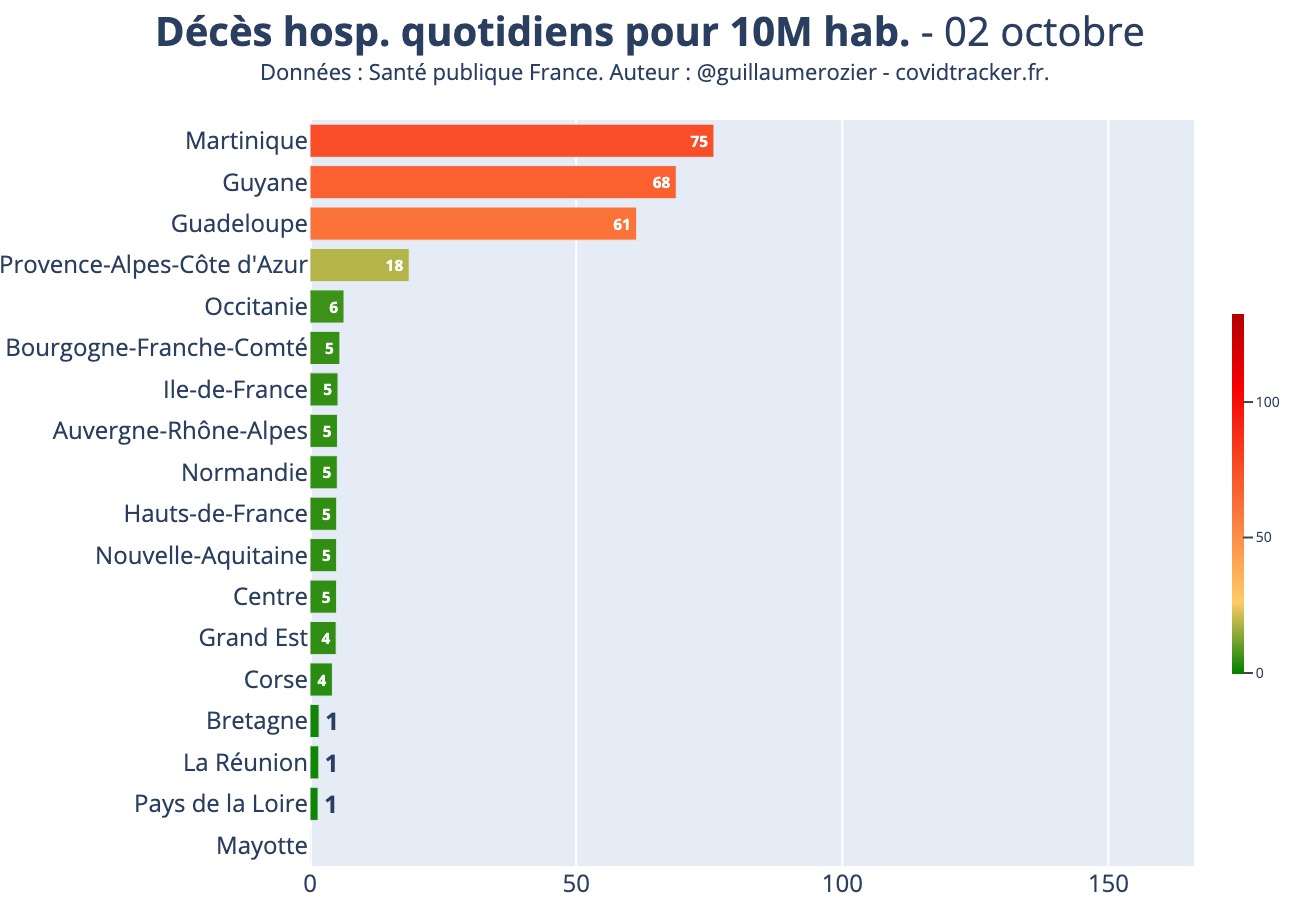 Décès hosp. quotidiens pour 10M hab. - 02 octobre
Données : Santé publique France. Auteur : @guillaumerozier - covidtracker.fr.
Martinique 75
Guyane 68
Guadeloupe 61
Provence-Alpes-Côte d'Azur 18
Occitanie 6
Bourgogne-Franche-Comté 5
Ile-de-France 5
Auvergne-Rhône-Alpes 5
Normandie 5
Hauts-de-France 5
Nouvelle-Aquitaine 5
Centre 5
Grand Est 4
Corse 4
Bretagne 1
La Réunion 1
Pays de la Loire 1
Mayotte
0 50 100 150
100
50
0